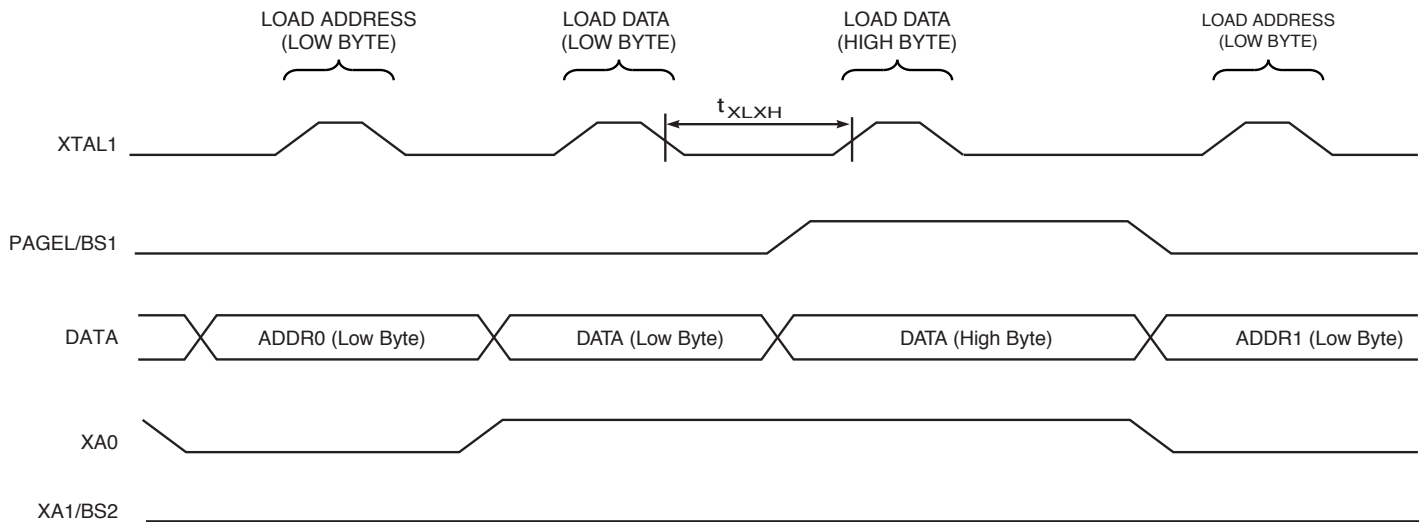 LOAD ADDRESS
(LOW BYTE)
LOAD DATA
(LOW BYTE)
LOAD DATA
(HIGH BYTE)
LOAD ADDRESS
(LOW BYTE)
tXLXH
XTAL1
PAGEL/BS1
DATA
ADDR0 (Low Byte)
DATA (Low Byte)
DATA (High Byte)
ADDR1 (Low Byte)
XA0
XA1/BS2